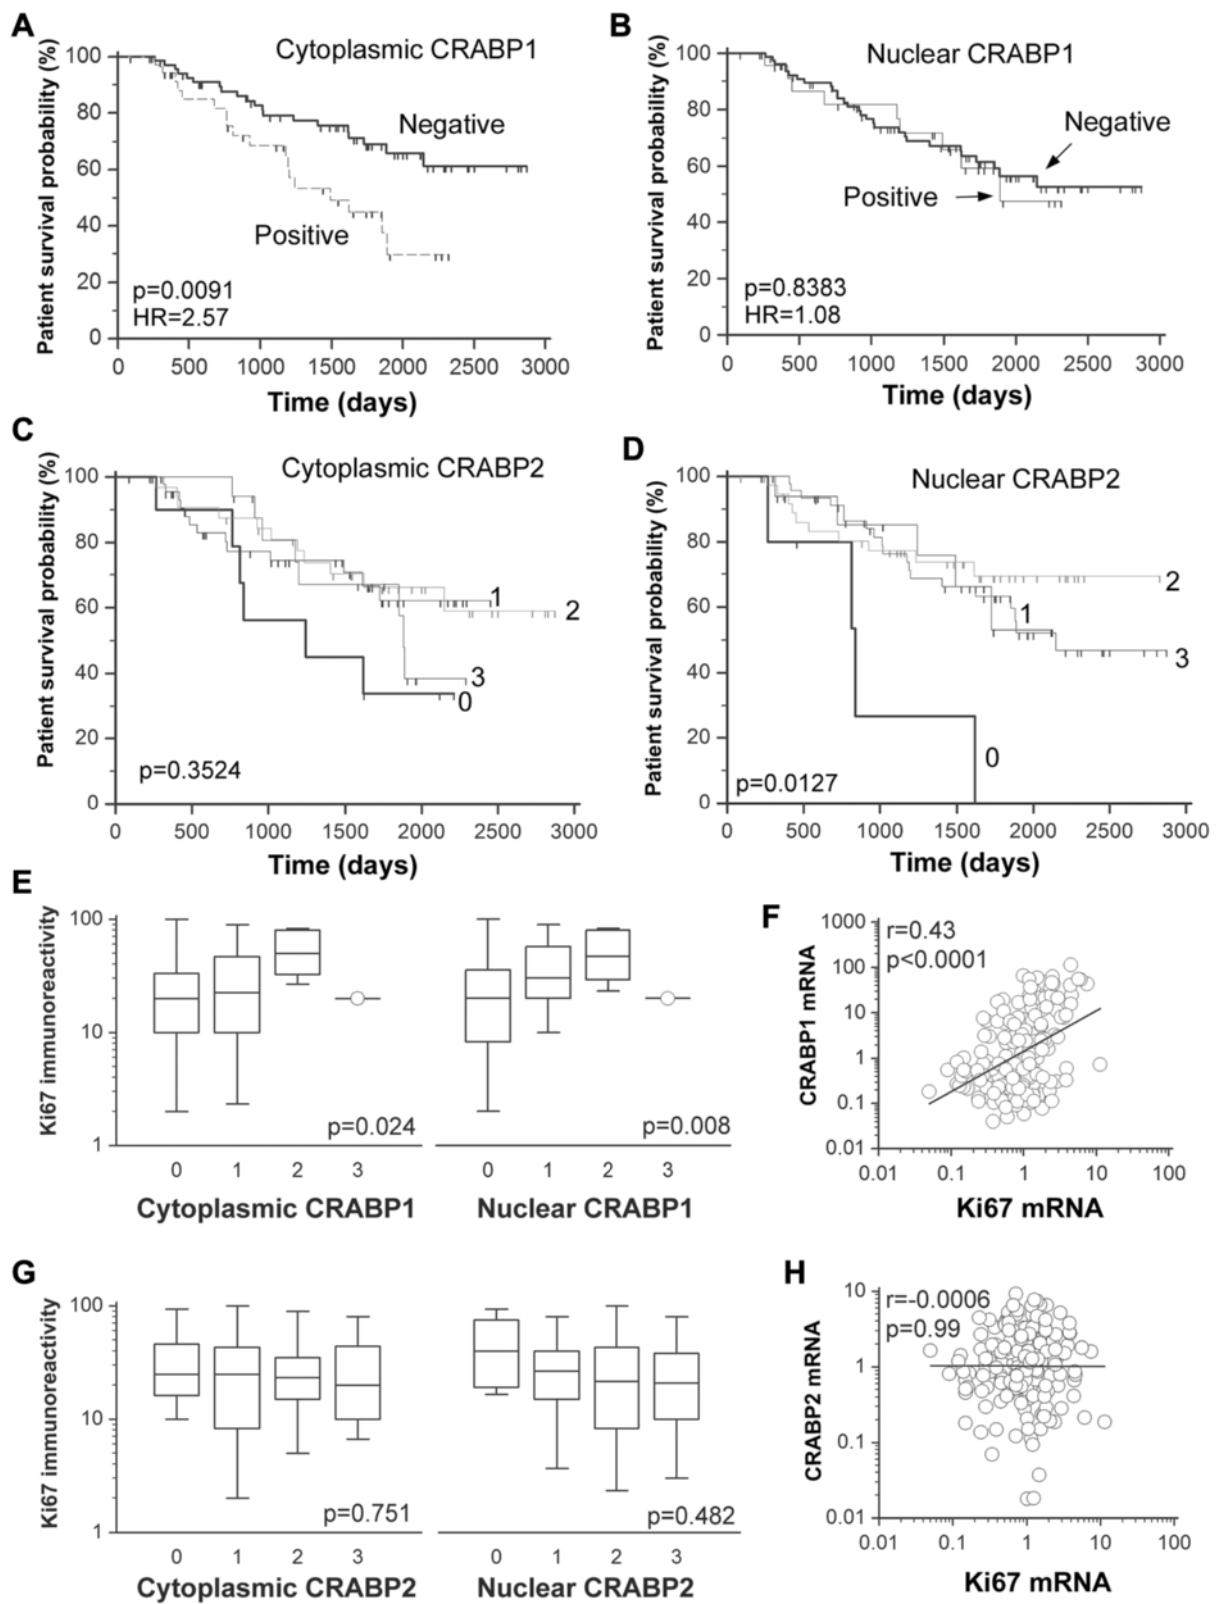 A
Cytoplasmic CRABP1
Patient survival probability (%)
100
80
60
40
20
0
Negative
Positive
p=0.0091
HR=2.57
0 500 1000 1500 2000 2500 3000
Time (days)
B
Nuclear CRABP1
Patient survival probability (%)
100
80
60
40
20
0
Negative
Positive
p=0.8383
HR=1.08
0 500 1000 1500 2000 2500 3000
Time (days)
C
Cytoplasmic CRABP2
Patient survival probability (%)
100
80
60
40
20
0
1
2
3
0
p=0.3524
0 500 1000 1500 2000 2500 3000
Time (days)
D
Nuclear CRABP2
Patient survival probability (%)
100
80
60
40
20
0
2
1
3
0
p=0.0127
0 500 1000 1500 2000 2500 3000
Time (days)
E
Ki67 immunoreactivity
100
10
1
p=0.024
0 1 2 3
Cytoplasmic CRABP1
p=0.008
0 1 2 3
Nuclear CRABP1
F
CRABP1 mRNA
1000
100
10
1
0.1
0.01
r=0.43
p<0.0001
0.01 0.1 1 10 100
Ki67 mRNA
G
Ki67 immunoreactivity
100
10
1
p=0.751
0 1 2 3
Cytoplasmic CRABP2
p=0.482
0 1 2 3
Nuclear CRABP2
H
CRABP2 mRNA
10
1
0.1
0.01
r=-0.0006
p=0.99
0.01 0.1 1 10 100
Ki67 mRNA